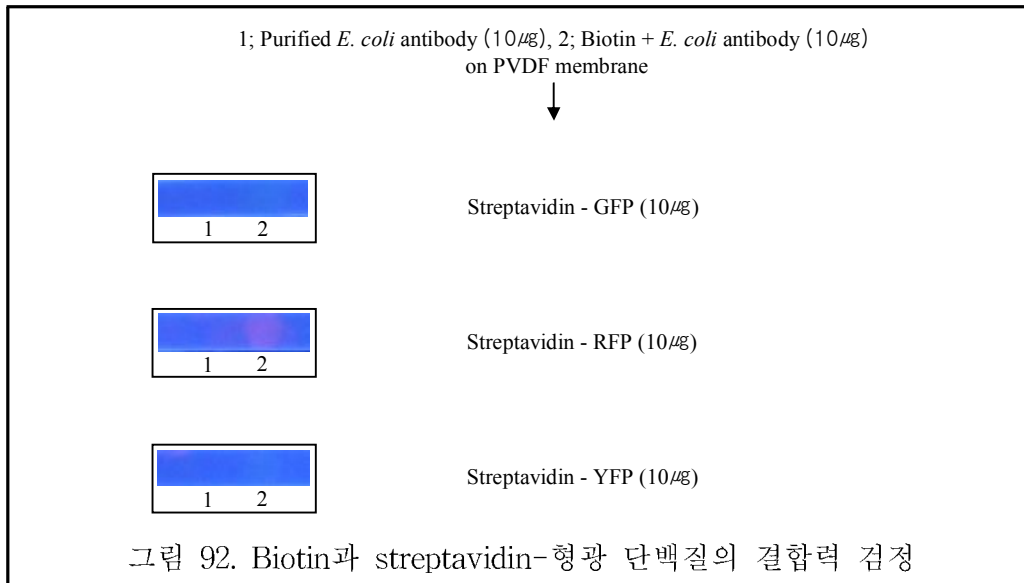 1; Purified E. coli antibody (10㎍), 2; Biotin + E. coli antibody (10㎍)
on PVDF membrane
1 2
Streptavidin - GFP (10㎍)
1 2
Streptavidin - RFP (10㎍)
1 2
Streptavidin - YFP (10㎍)
그림 92. Biotin과 streptavidin-형광 단백질의 결합력 검정